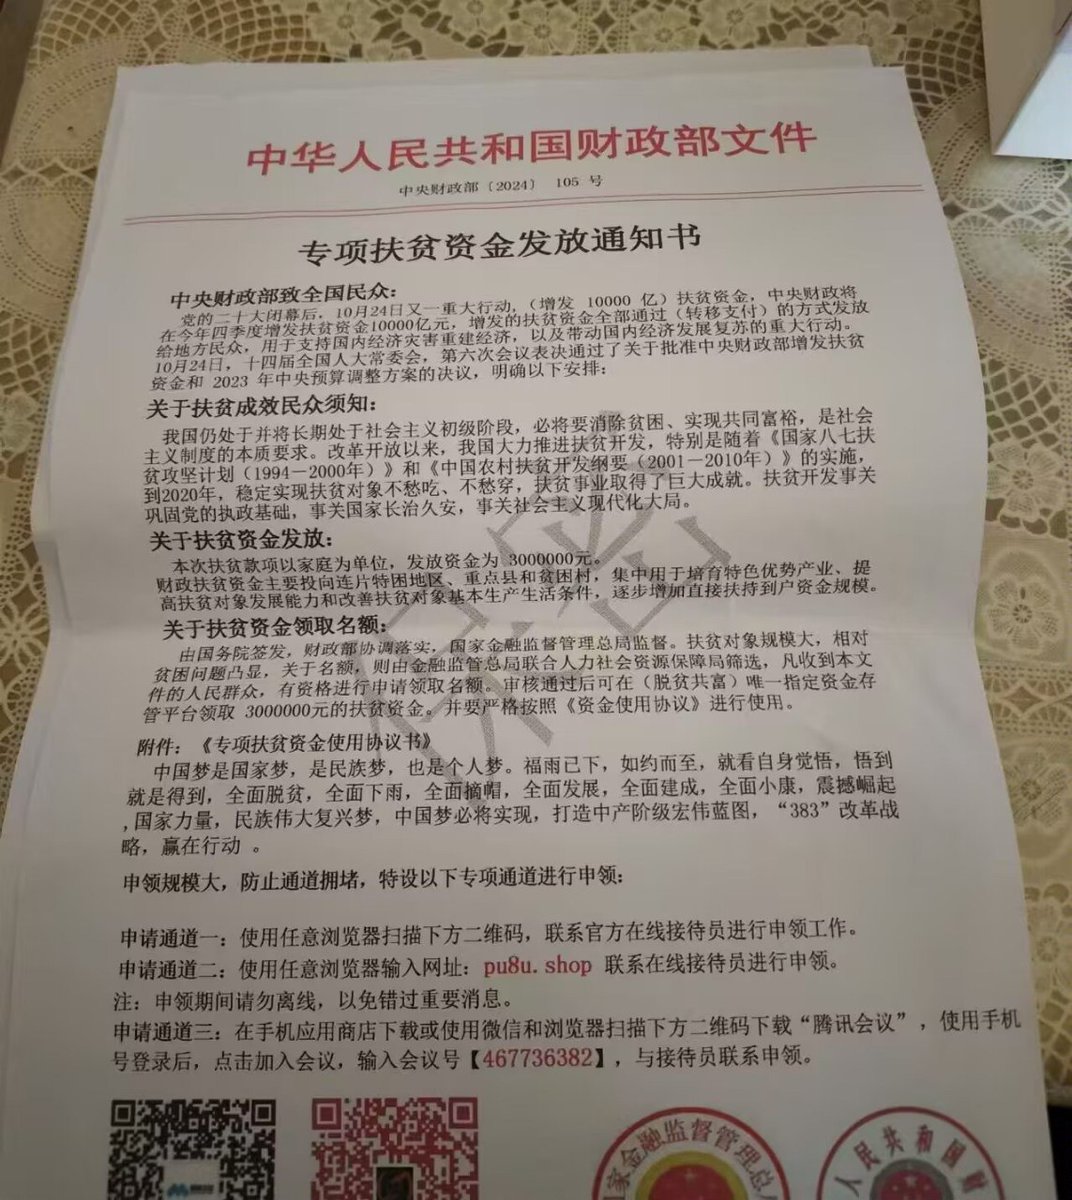 中华人民共和国财政部文件
中央财政部〔2024〕 105 号
专项扶贫资金发放通知书
中央财政部致全国民众：
党的二十大闭幕后，10月24日又一重大行动，（增发 10000 亿）扶贫资金，中央财政将
在今年四季度增发扶贫资金10000亿元，增发的扶贫资金全部通过（转移支付）的方式发放
给地方民众，用于支持国内经济灾害重建经济，以及带动国内经济发展复苏的重大行动。
10月24日，十四届全国人大常委会，第六次会议表决通过了关于批准中央财政部增发扶贫
资金和 2023 年中央预算调整方案的决议，明确以下安排：
关于扶贫成效民众须知：
我国仍处于并将长期处于社会主义初级阶段，必将要消除贫困、实现共同富裕，是社会
主义制度的本质要求。改革开放以来，我国大力推进扶贫开发，特别是随着《国家八七扶
贫攻坚计划（1994－2000年）》和《中国农村扶贫开发纲要（2001－2010年）》的实施，
到2020年，稳定实现扶贫对象不愁吃、不愁穿，扶贫事业取得了巨大成就。扶贫开发事关
巩固党的执政基础，事关国家长治久安，事关社会主义现代化大局。
关于扶贫资金发放：
本次扶贫款项以家庭为单位，发放资金为 3000000元。
财政扶贫资金主要投向连片特困地区、重点县和贫困村，集中用于培育特色优势产业、提
高扶贫对象发展能力和改善扶贫对象基本生产生活条件，逐步增加直接扶持到户资金规模。
关于扶贫资金领取名额：
由国务院签发，财政部协调落实，国家金融监督管理总局监督。扶贫对象规模大，相对
贫困问题凸显，关于名额，则由金融监管总局联合人力社会资源保障局筛选，凡收到本文
件的人民群众，有资格进行申请领取名额。审核通过后可在（脱贫共富）唯一指定资金存
管平台领取 3000000元的扶贫资金。并要严格按照《资金使用协议》进行使用。
附件：《专项扶贫资金使用协议书》
中国梦是国家梦，是民族梦，也是个人梦。福雨已下，如约而至，就看自身觉悟，悟到
就是得到，全面脱贫，全面下雨，全面摘帽，全面发展，全面建成，全面小康，震撼崛起
,国家力量，民族伟大复兴梦，中国梦必将实现，打造中产阶级宏伟蓝图，“383”改革战
略，赢在行动 。
申领规模大，防止通道拥堵，特设以下专项通道进行申领：
申请通道一：使用任意浏览器扫描下方二维码，联系官方在线接待员进行申领工作。
申请通道二：使用任意浏览器输入网址：pu8u.shop 联系在线接待员进行申领。
注：申领期间请勿离线，以免错过重要消息。
申请通道三：在手机应用商店下载或使用微信和浏览器扫描下方二维码下载“腾讯会议”，使用手机
号登录后，点击加入会议，输入会议号【467736382】，与接待员联系申领。
保密
家金融监督管理总
人民共和国财